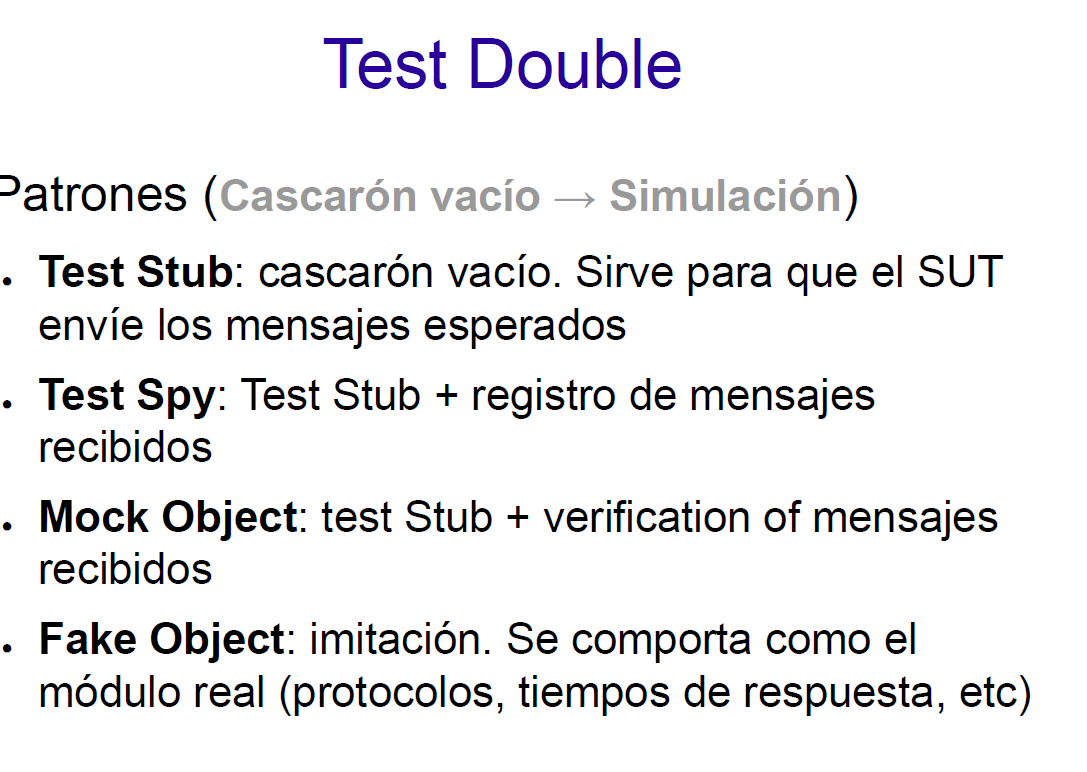 Test Double
Patrones (Cascarón vacío → Simulación)
● Test Stub: cascarón vacío. Sirve para que el SUT
envíe los mensajes esperados
● Test Spy: Test Stub + registro de mensajes
recibidos
● Mock Object: test Stub + verification of mensajes
recibidos
● Fake Object: imitación. Se comporta como el
módulo real (protocolos, tiempos de respuesta, etc)